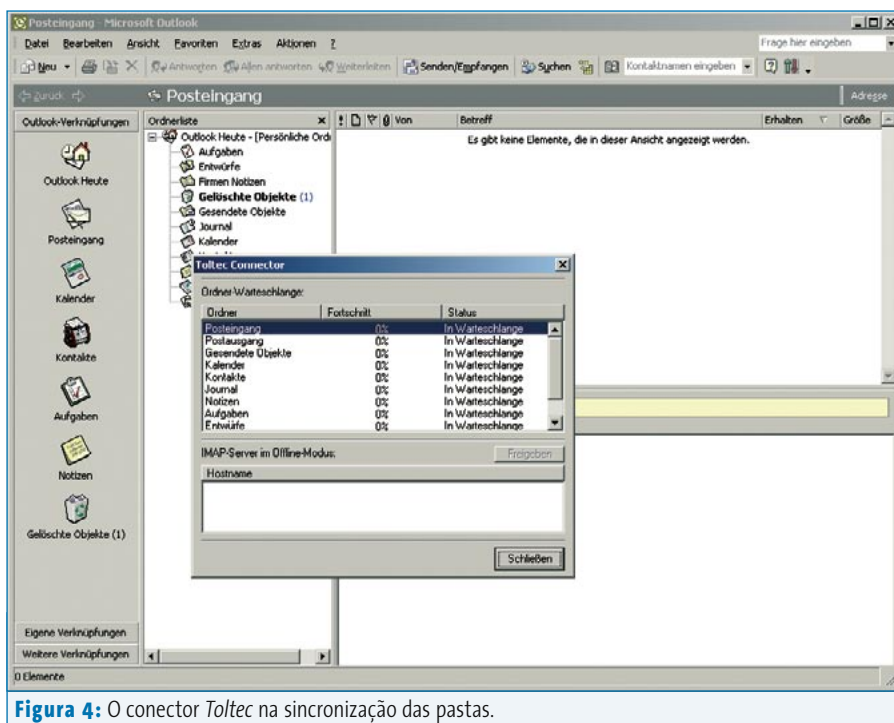 Posteingang - Microsoft Outlook
Datei Bearbeiten Ansicht Favoriten Extras Aktionen ?
Frage hier eingeben
Neu Antworten Allen antworten Weiterleiten Senden/Empfangen Suchen Kontaktnamen eingeben
Zurück Posteingang Adresse
Outlook-Verknüpfungen
Outlook Heute
Posteingang
Kalender
Kontakte
Aufgaben
Notizen
Gelöschte Objekte (1)
Eigene Verknüpfungen
Weitere Verknüpfungen
Ordnerliste
Outlook Heute - [Persönliche Ord
Aufgaben
Entwürfe
Firmen Notizen
Gelöschte Objekte (1)
Gesendete Objekte
Journal
Kalender
! Von Betreff Erhalten Größe
Es gibt keine Elemente, die in dieser Ansicht angezeigt werden.
Toltec Connector
Ordner-Warteschlange:
Ordner Fortschritt Status
Posteingang 0% In Warteschlange
Postausgang 0% In Warteschlange
Gesendete Objekte 0% In Warteschlange
Kalender 0% In Warteschlange
Kontakte 0% In Warteschlange
Journal 0% In Warteschlange
Notizen 0% In Warteschlange
Aufgaben 0% In Warteschlange
Entwürfe 0% In Warteschlange
IMAP-Server im Offline-Modus:
Freigeben
Hostname
Schließen
0 Elemente
Figura 4: O conector Toltec na sincronização das pastas.